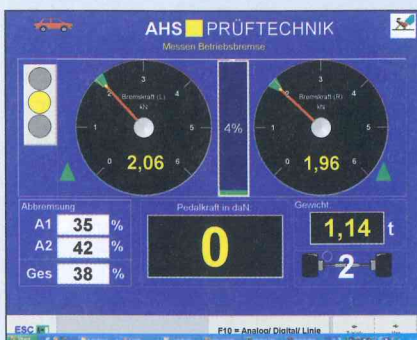 AHS PRÜFTECHNIK
Messen Betriebsbremse
Bremskraft (L)
kN
0 1 2 3 4 5 6
2,06
4%
Bremskraft (R)
kN
0 1 2 3 4 5 6
1,96
Abbremsung
A1 35 %
A2 42 %
Ges 38 %
Pedalkraft in daN:
0
Gewicht:
1,14 t
2
ESC
F10 = Analog/ Digital/ Linie